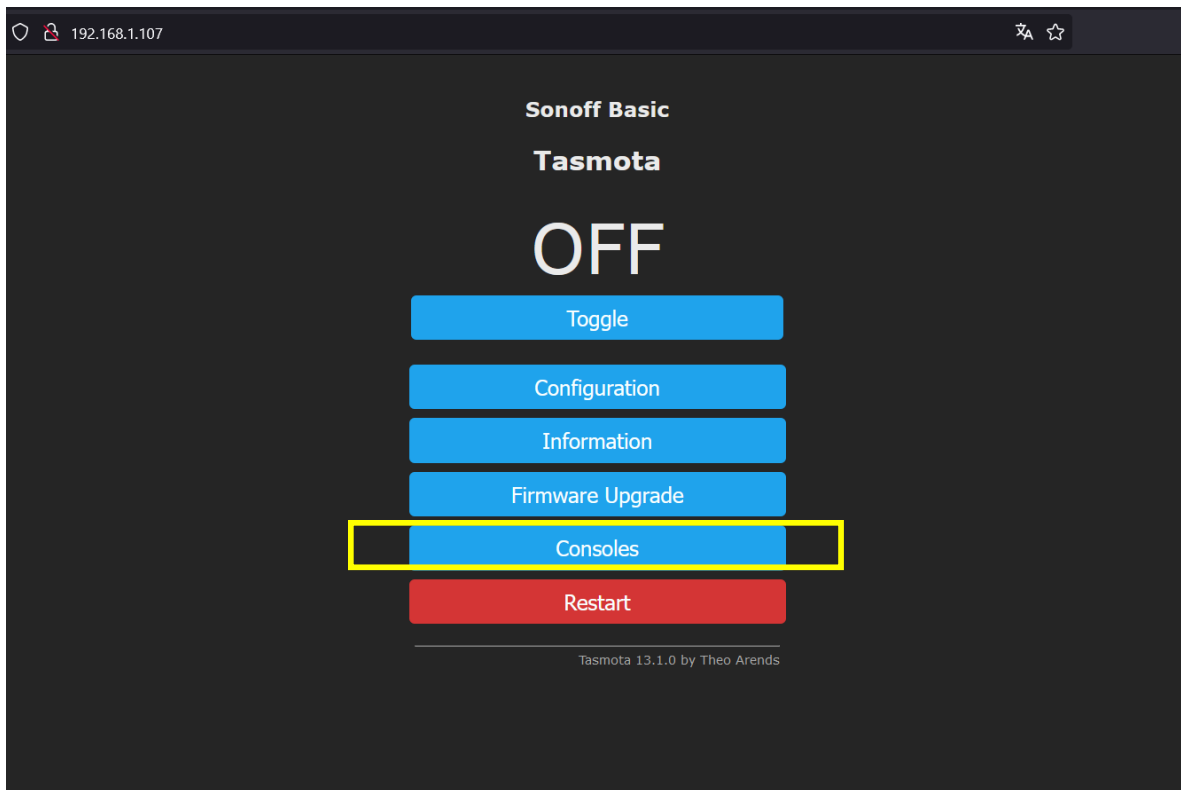 192.168.1.107
Sonoff Basic
Tasmota
OFF
Toggle
Configuration
Information
Firmware Upgrade
Consoles
Restart
Tasmota 13.1.0 by Theo Arends